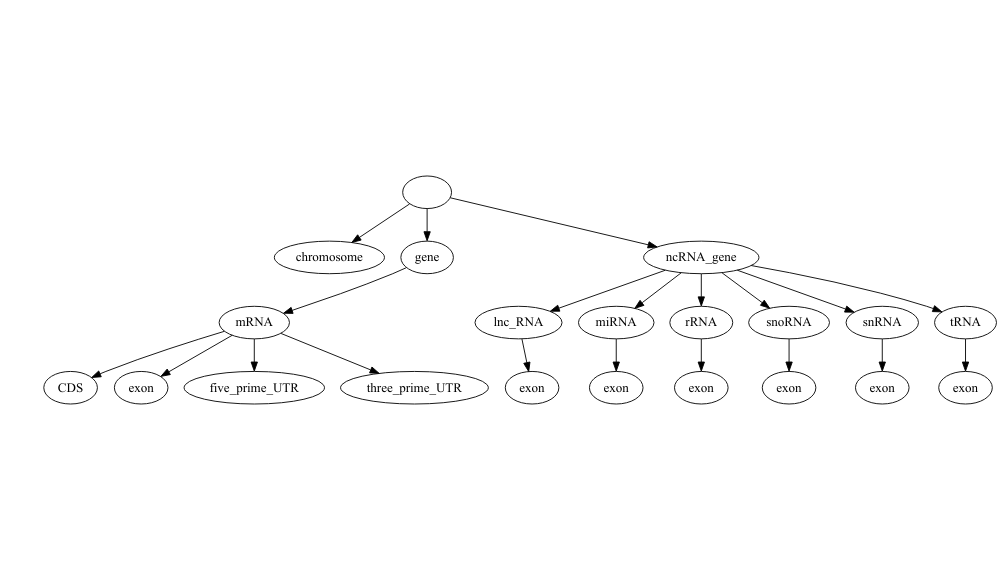 chromosome
gene
ncRNA_gene
mRNA
lnc_RNA
miRNA
rRNA
snoRNA
snRNA
tRNA
CDS
exon
five_prime_UTR
three_prime_UTR
exon
exon
exon
exon
exon
exon